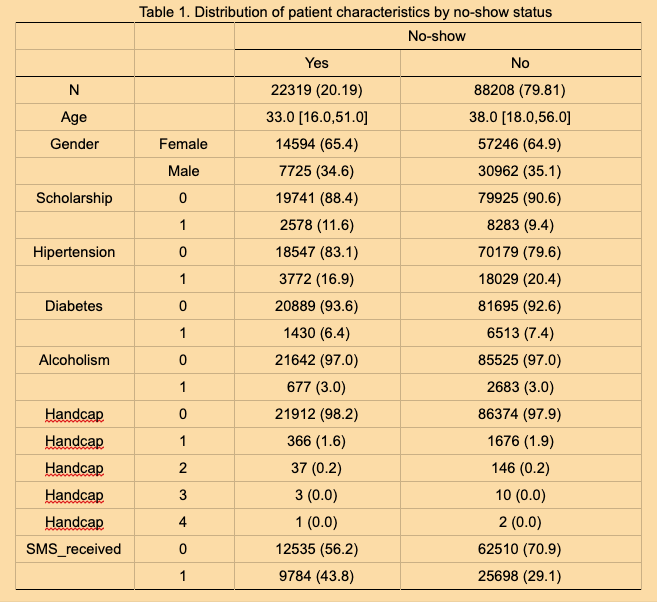 Table 1. Distribution of patient characteristics by no-show status
No-show
Yes No
N 22319 (20.19) 88208 (79.81)
Age 33.0 [16.0,51.0] 38.0 [18.0,56.0]
Gender Female 14594 (65.4) 57246 (64.9)
Male 7725 (34.6) 30962 (35.1)
Scholarship 0 19741 (88.4) 79925 (90.6)
1 2578 (11.6) 8283 (9.4)
Hipertension 0 18547 (83.1) 70179 (79.6)
1 3772 (16.9) 18029 (20.4)
Diabetes 0 20889 (93.6) 81695 (92.6)
1 1430 (6.4) 6513 (7.4)
Alcoholism 0 21642 (97.0) 85525 (97.0)
1 677 (3.0) 2683 (3.0)
Handcap 0 21912 (98.2) 86374 (97.9)
Handcap 1 366 (1.6) 1676 (1.9)
Handcap 2 37 (0.2) 146 (0.2)
Handcap 3 3 (0.0) 10 (0.0)
Handcap 4 1 (0.0) 2 (0.0)
SMS_received 0 12535 (56.2) 62510 (70.9)
1 9784 (43.8) 25698 (29.1)